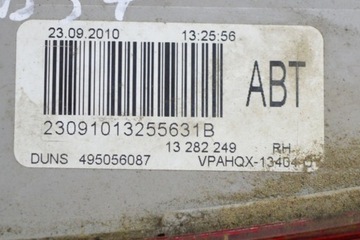 23.09.2010 13:25:56
ABT
23091013255631B
13 282 249 RH
DUNS 495056087 VPAHQX-13404